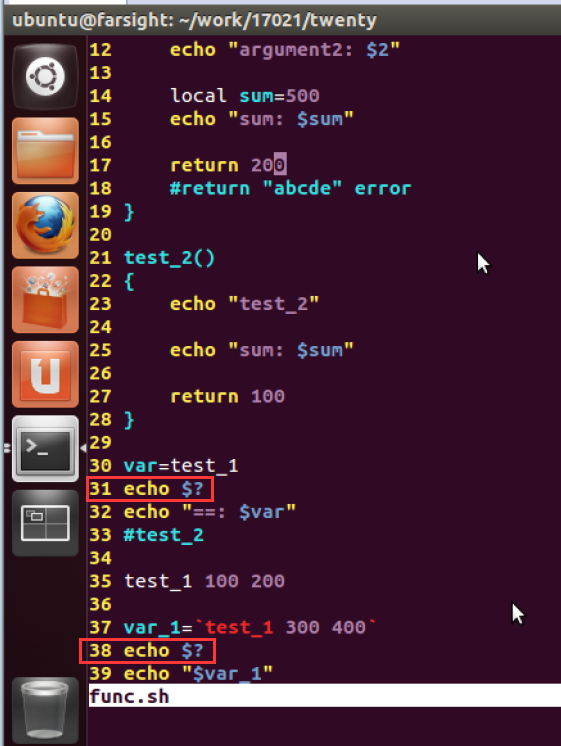 ubuntu@farsight: ~/work/17021/twenty
12 echo "argument2: $2"
13
14 local sum=500
15 echo "sum: $sum"
16
17 return 200
18 #return "abcde" error
19 }
20
21 test_2()
22 {
23 echo "test_2"
24
25 echo "sum: $sum"
26
27 return 100
28 }
29
30 var=test_1
31 echo $?
32 echo "==: $var"
33 #test_2
34
35 test_1 100 200
36
37 var_1=`test_1 300 400`
38 echo $?
39 echo "$var_1"
func.sh